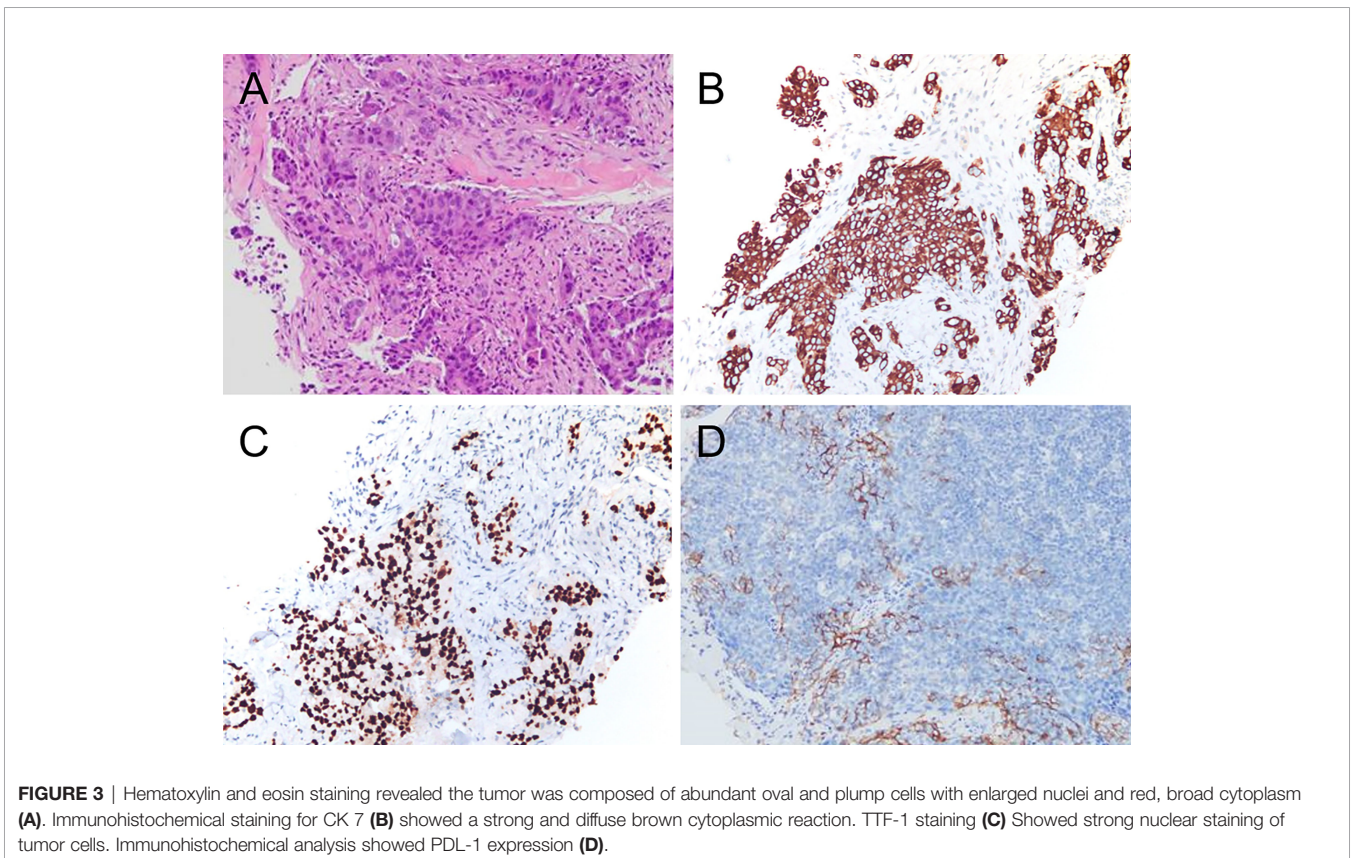 A
B
C
D
FIGURE 3 | Hematoxylin and eosin staining revealed the tumor was composed of abundant oval and plump cells with enlarged nuclei and red, broad cytoplasm
(A). Immunohistochemical staining for CK 7 (B) showed a strong and diffuse brown cytoplasmic reaction. TTF-1 staining (C) Showed strong nuclear staining of
tumor cells. Immunohistochemical analysis showed PDL-1 expression (D).